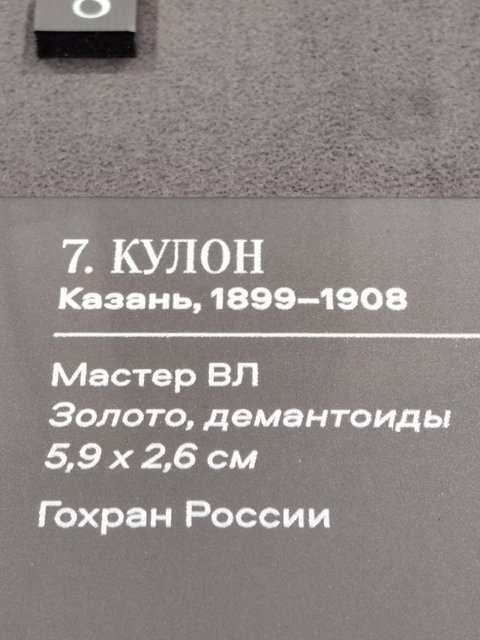 7. КУЛОН
Казань, 1899–1908
Мастер ВЛ
Золото, демантоиды
5,9 х 2,6 см
Гохран России